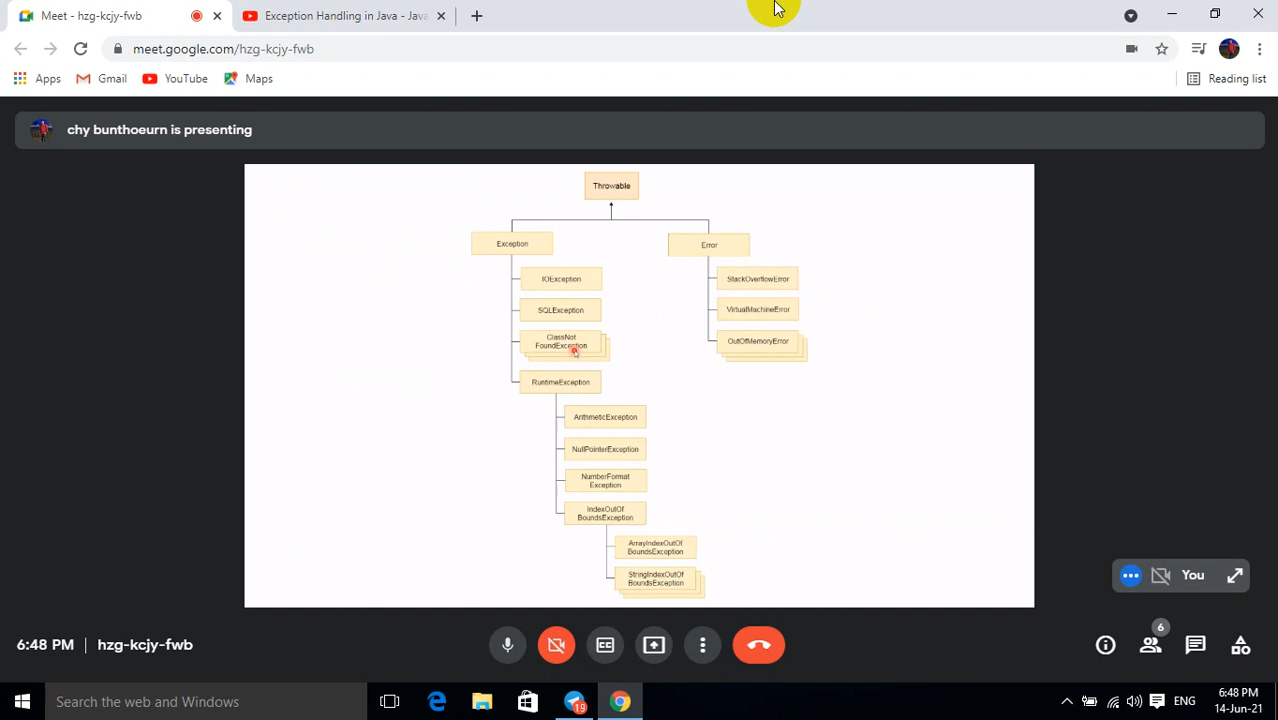 Meet - hzg-kcjy-fwb
Exception Handling in Java - Java
meet.google.com/hzg-kcjy-fwb
Apps
Gmail
YouTube
Maps
Reading list
chy bunthoeurn is presenting
Throwable
Exception
Error
IOException
StackOverflowError
SQLException
VirtualMachineError
ClassNot
FoundException
OutOfMemoryError
RuntimeException
ArithmeticException
NullPointerException
NumberFormat
Exception
IndexOutOf
BoundsException
ArrayIndexOutOf
BoundsException
StringIndexOutOf
BoundsException
You
6:48 PM | hzg-kcjy-fwb
CC
6
Search the web and Windows
19
ENG
6:48 PM
14-Jun-21